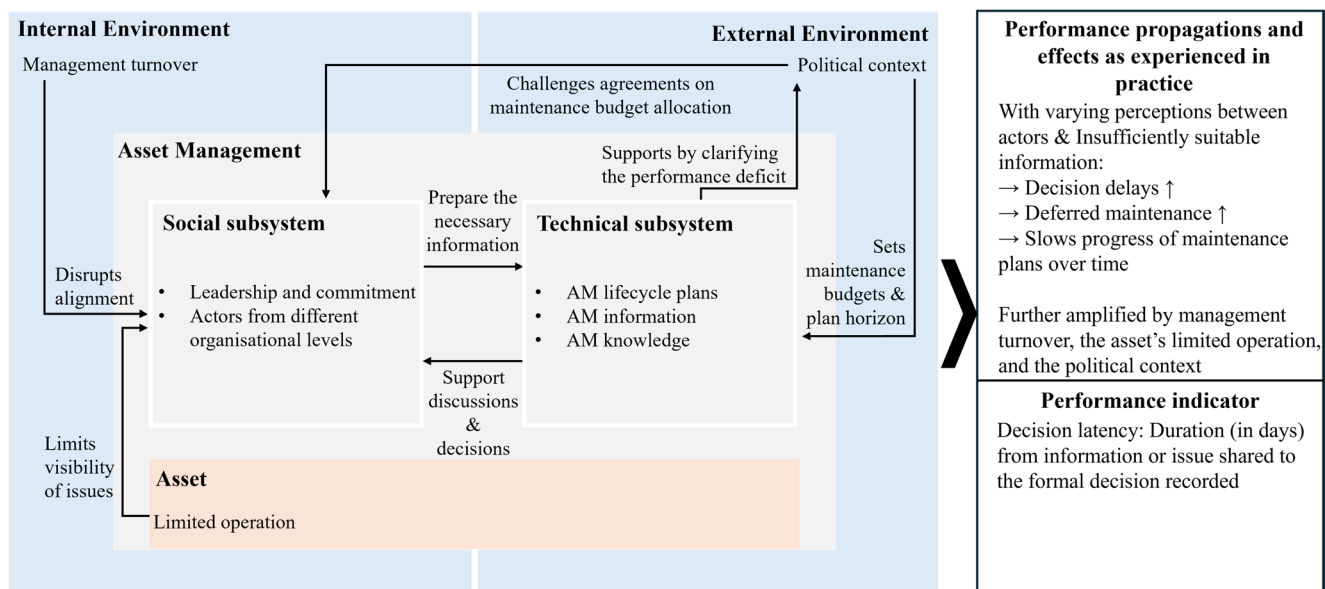 Internal Environment
Management turnover
External Environment
Political context
Challenges agreements on
maintenance budget allocation
Asset Management
Supports by clarifying
the performance deficit
Social subsystem
• Leadership and commitment
• Actors from different
organisational levels
Prepare the
necessary
information
Technical subsystem
• AM lifecycle plans
• AM information
• AM knowledge
Disrupts
alignment
Sets
maintenance
budgets &
plan horizon
Support
discussions
&
decisions
Limits
visibility
of issues
Asset
Limited operation
Performance propagations and
effects as experienced in
practice
With varying perceptions between
actors & Insufficiently suitable
information:
→ Decision delays ↑
→ Deferred maintenance ↑
→ Slows progress of maintenance
plans over time
Further amplified by management
turnover, the asset's limited operation,
and the political context
Performance indicator
Decision latency: Duration (in days)
from information or issue shared to
the formal decision recorded